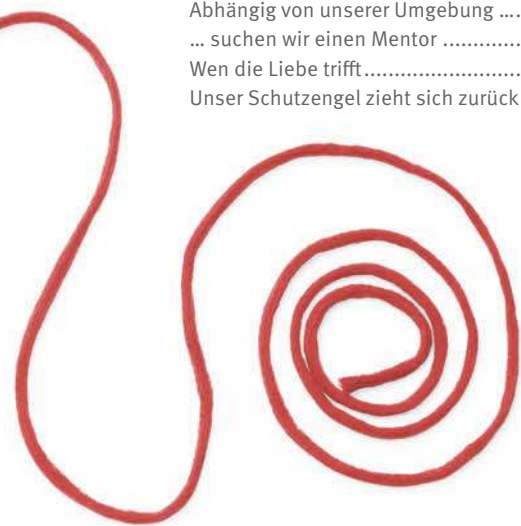 Abhängig von unserer Umgebung ....
... suchen wir einen Mentor .............
Wen die Liebe trifft............................
Unser Schutzengel zieht sich zurück